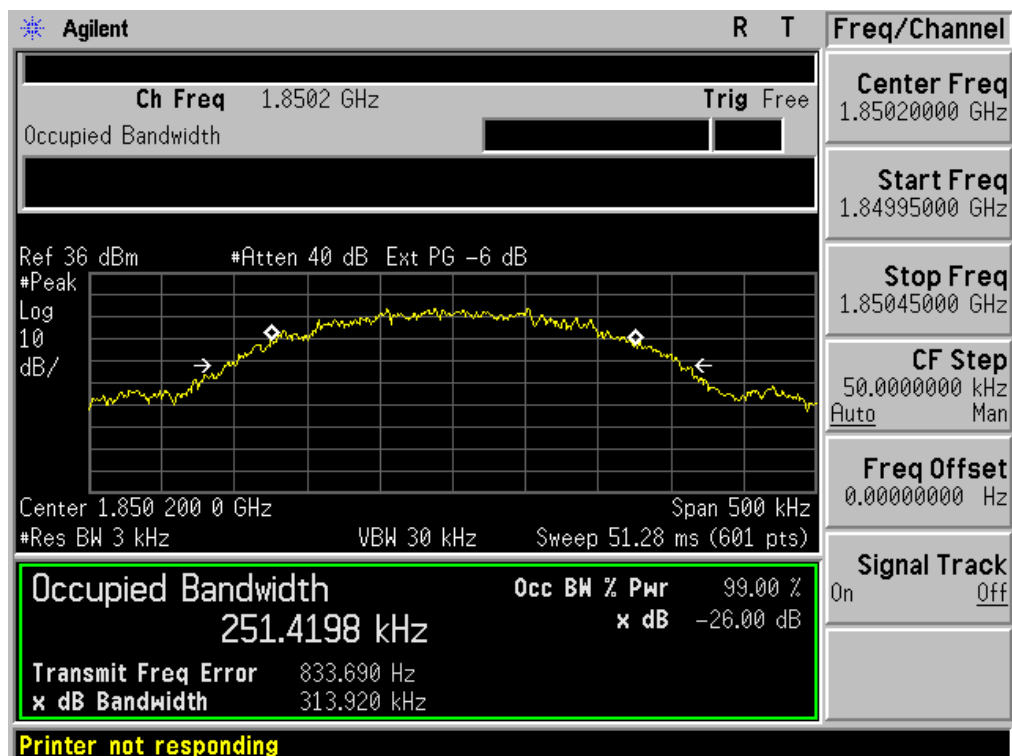 Agilent R T
Ch Freq 1.8502 GHz Trig Free
Occupied Bandwidth
Ref 36 dBm #Atten 40 dB Ext PG -6 dB
#Peak
Log
10
dB/
Center 1.850 200 0 GHz Span 500 kHz
#Res BW 3 kHz VBW 30 kHz Sweep 51.28 ms (601 pts)
Occupied Bandwidth
251.4198 kHz
Occ BW % Pwr 99.00 %
x dB -26.00 dB
Transmit Freq Error 833.690 Hz
x dB Bandwidth 313.920 kHz
Printer not responding
Freq/Channel
Center Freq
1.85020000 GHz
Start Freq
1.84995000 GHz
Stop Freq
1.85045000 GHz
CF Step
50.0000000 kHz
Auto Man
Freq Offset
0.00000000 Hz
Signal Track
On Off